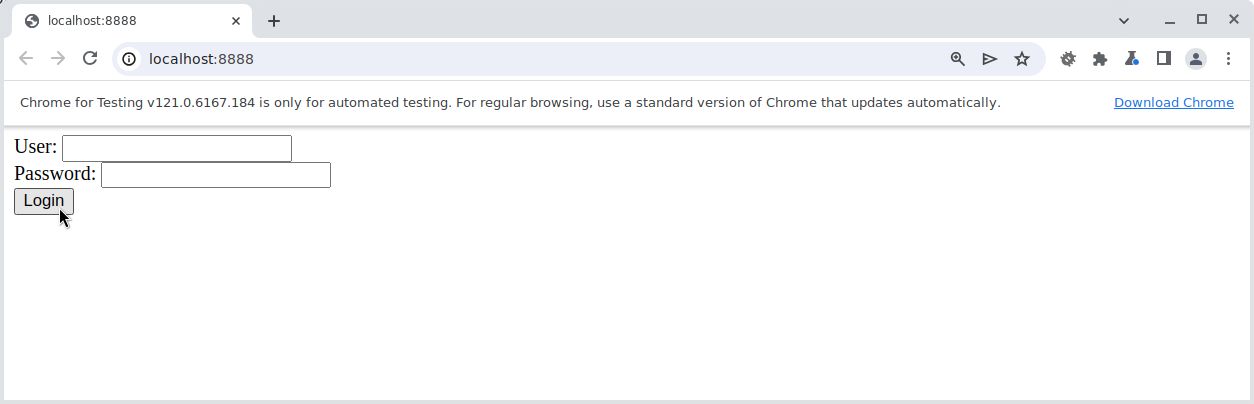 localhost:8888
localhost:8888
Chrome for Testing v121.0.6167.184 is only for automated testing. For regular browsing, use a standard version of Chrome that updates automatically. Download Chrome
User:
Password:
Login